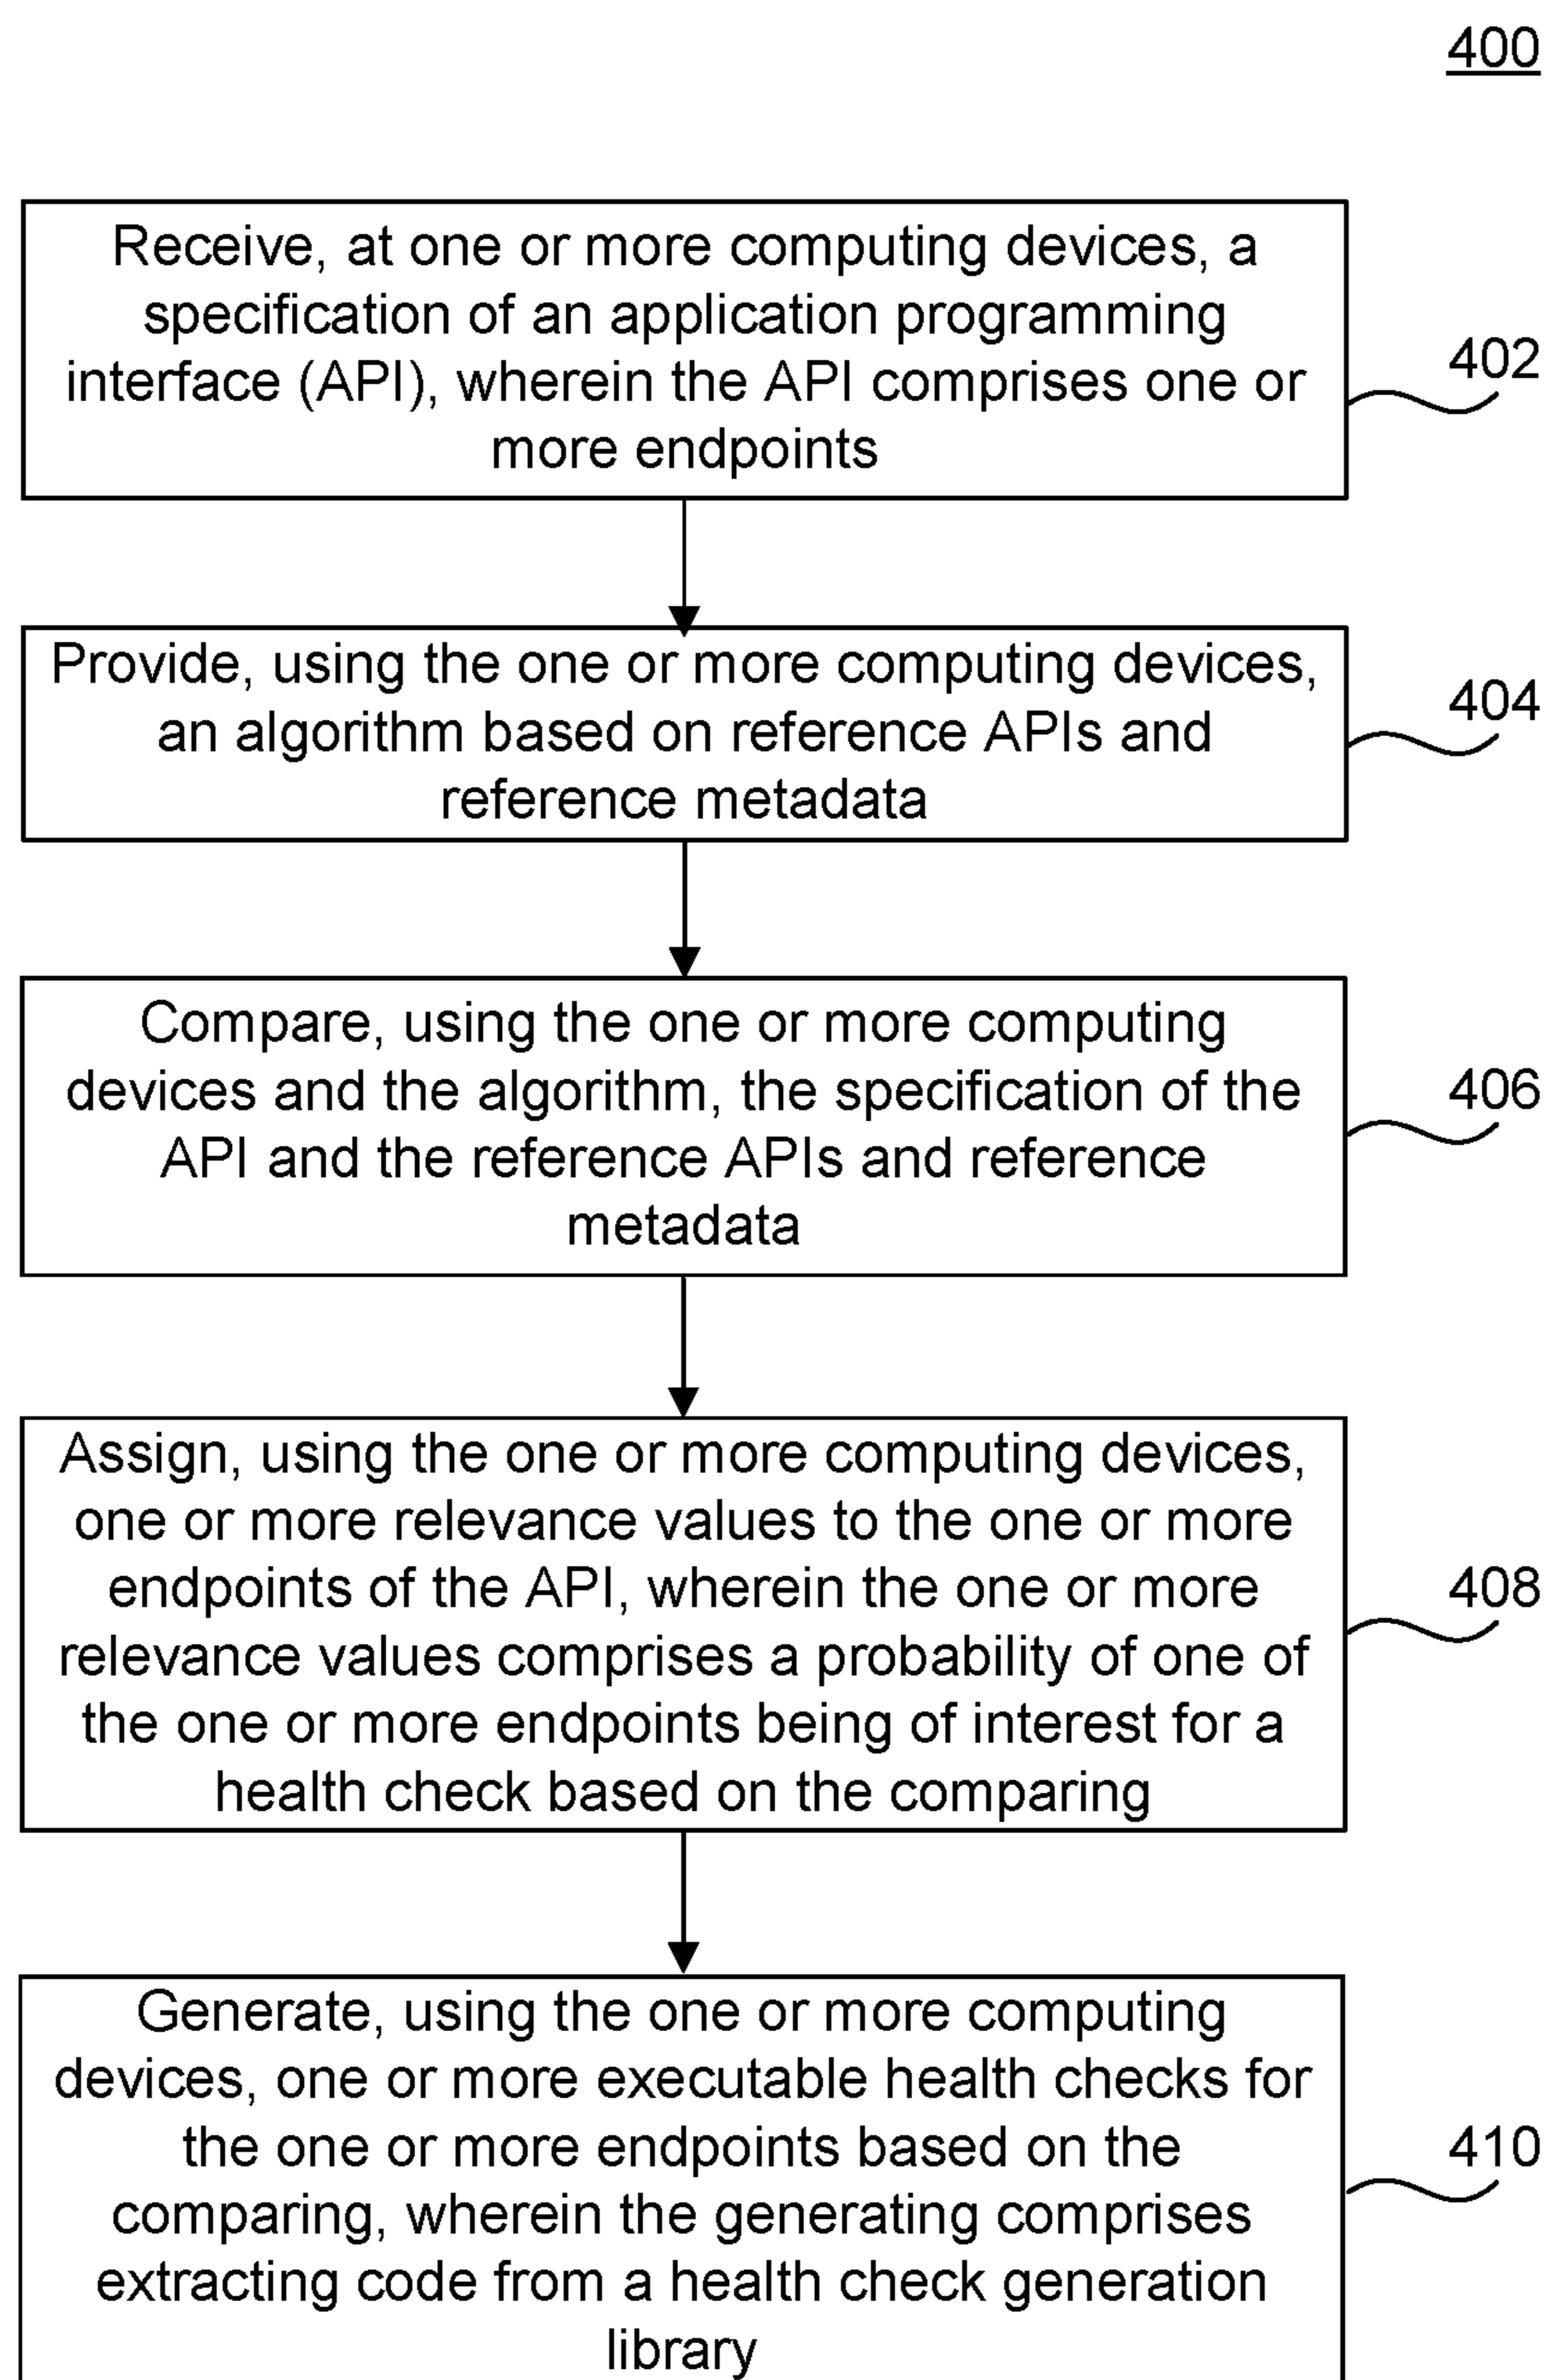 400
Receive, at one or more computing devices, a
specification of an application programming
interface (API), wherein the API comprises one or
more endpoints
402
Provide, using the one or more computing devices,
an algorithm based on reference APIs and
reference metadata
404
Compare, using the one or more computing
devices and the algorithm, the specification of the
API and the reference APIs and reference
metadata
406
Assign, using the one or more computing devices,
one or more relevance values to the one or more
endpoints of the API, wherein the one or more
relevance values comprises a probability of one of
the one or more endpoints being of interest for a
health check based on the comparing
408
Generate, using the one or more computing
devices, one or more executable health checks for
the one or more endpoints based on the
comparing, wherein the generating comprises
extracting code from a health check generation
library
410